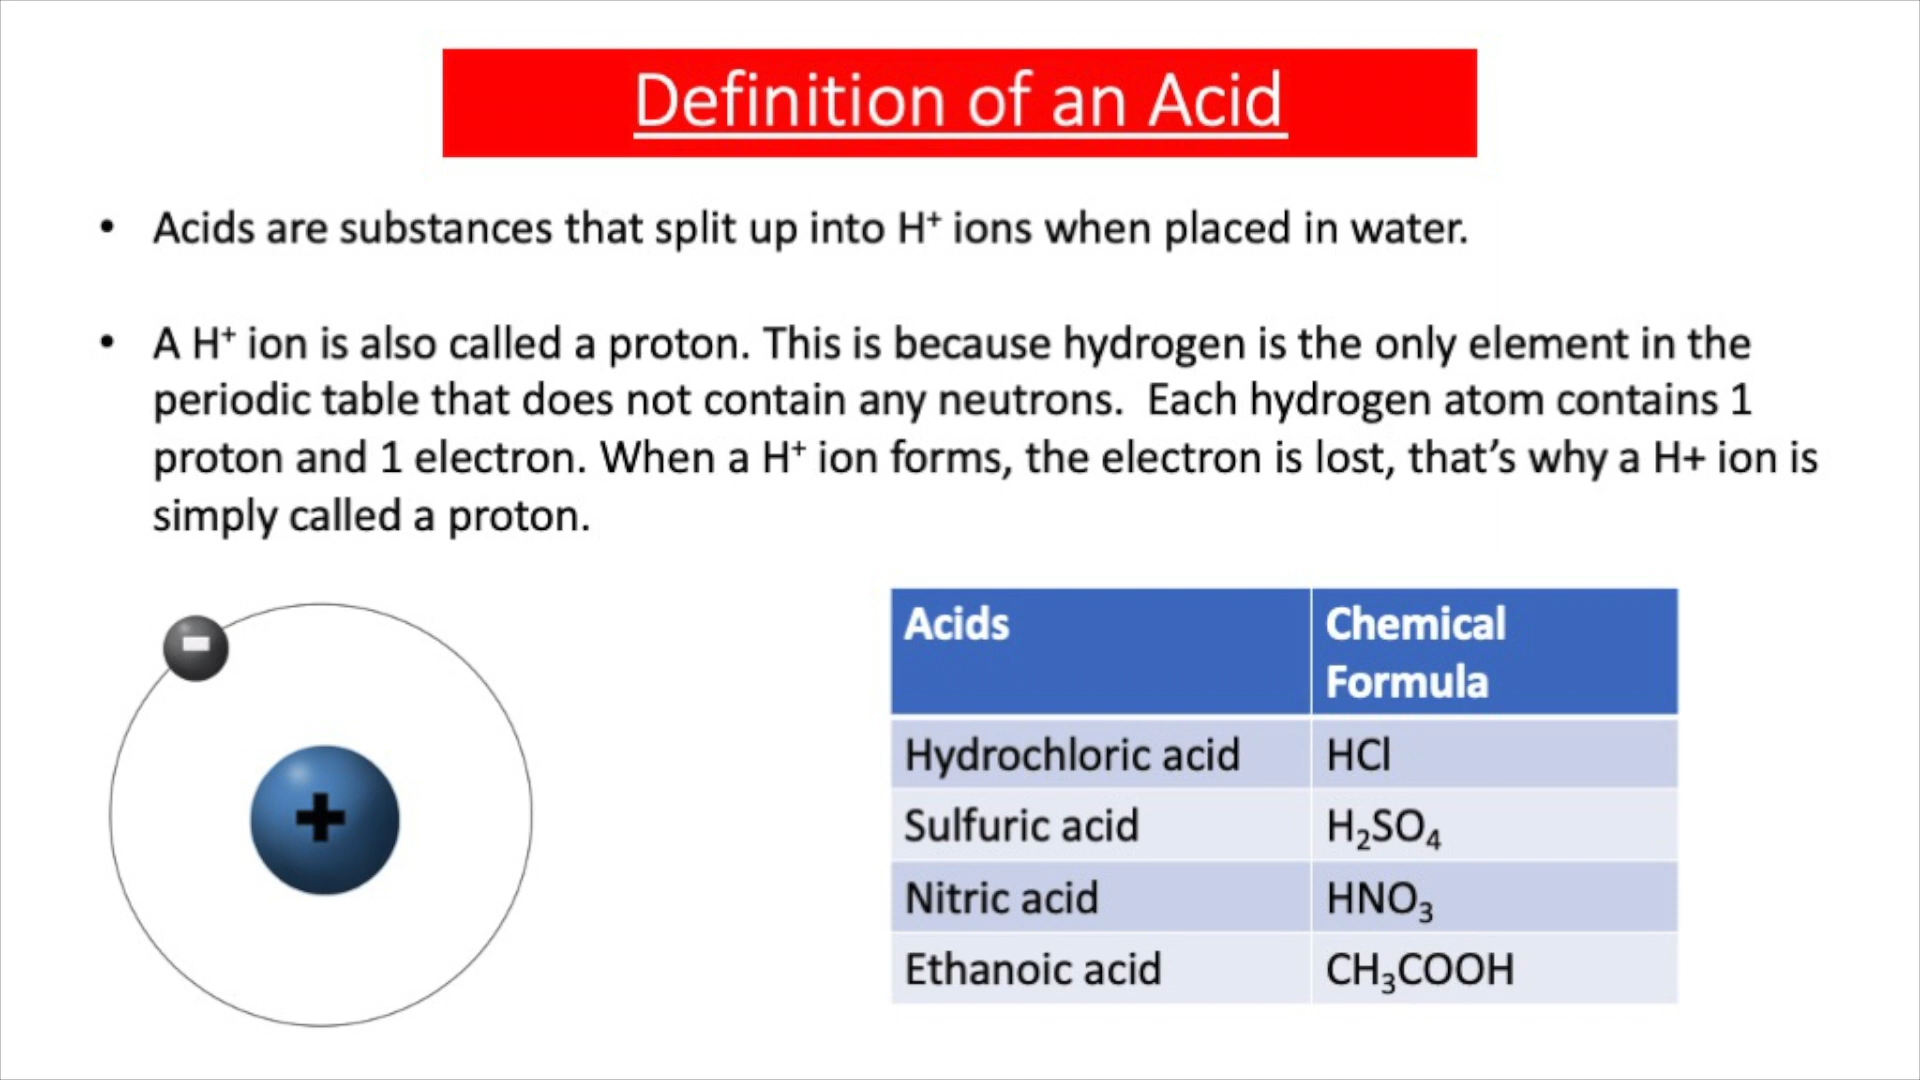 Definition of an Acid
• Acids are substances that split up into H⁺ ions when placed in water.
• A H⁺ ion is also called a proton. This is because hydrogen is the only element in the
periodic table that does not contain any neutrons.  Each hydrogen atom contains 1
proton and 1 electron. When a H⁺ ion forms, the electron is lost, that’s why a H+ ion is
simply called a proton.
Acids Chemical
Formula
Hydrochloric acid HCl
Sulfuric acid H₂SO₄
Nitric acid HNO₃
Ethanoic acid CH₃COOH